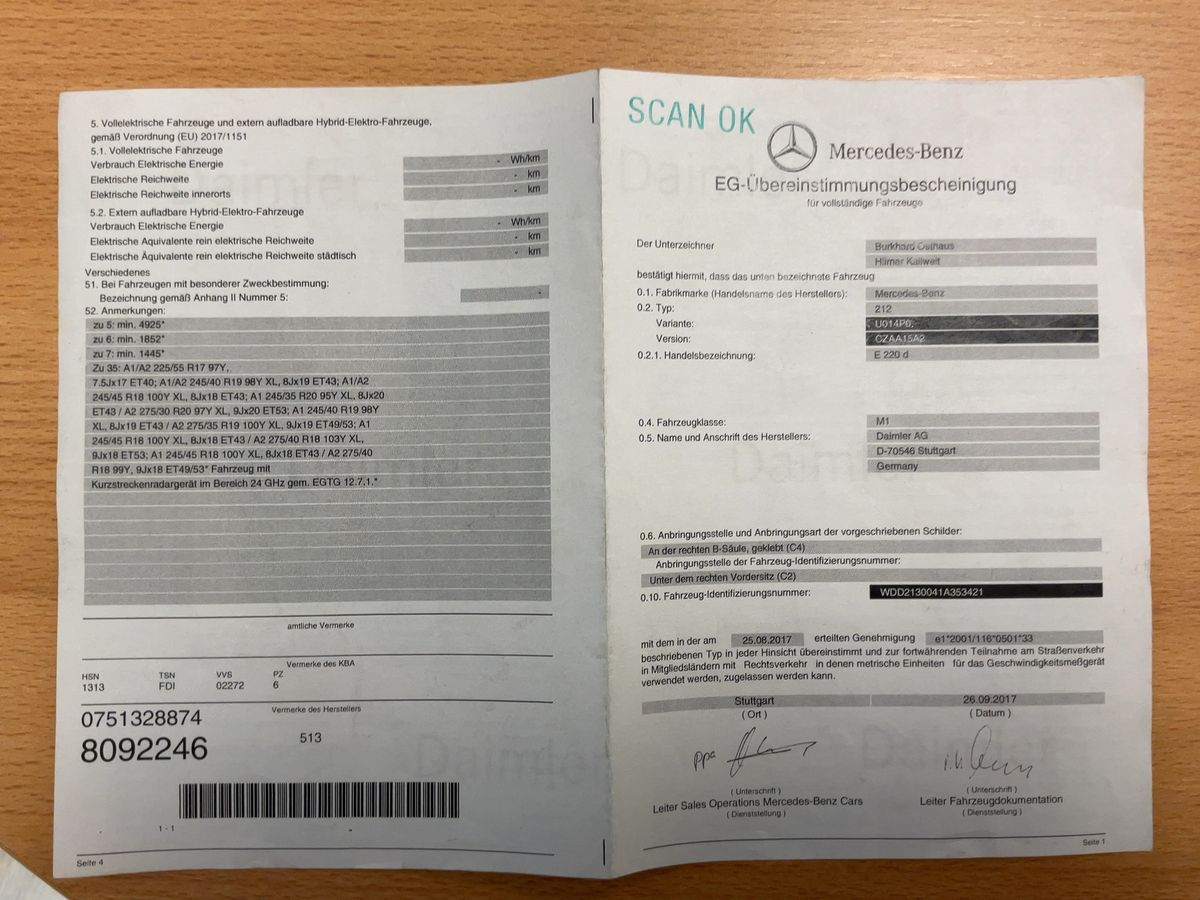 5. Vollelektrische Fahrzeuge und extern aufladbare Hybrid-Elektro-Fahrzeuge,
gemäß Verordnung (EU) 2017/1151
5.1. Vollelektrische Fahrzeuge
Verbrauch Elektrische Energie - Wh/km
Elektrische Reichweite - km
Elektrische Reichweite innerorts - km
5.2. Extern aufladbare Hybrid-Elektro-Fahrzeuge
Verbrauch Elektrische Energie - Wh/km
Elektrische Äquivalente rein elektrische Reichweite - km
Elektrische Äquivalente rein elektrische Reichweite städtisch - km
Verschiedenes
51. Bei Fahrzeugen mit besonderer Zweckbestimmung:
Bezeichnung gemäß Anhang II Nummer 5: -
52. Anmerkungen:
zu 5: min. 4925*
zu 6: min. 1852*
zu 7: min. 1445*
Zu 35: A1/A2 225/55 R17 97Y,
7.5Jx17 ET40; A1/A2 245/40 R19 98Y XL, 8Jx19 ET43; A1/A2
245/45 R18 100Y XL, 8Jx18 ET43; A1 245/35 R20 95Y XL, 8Jx20
ET43 / A2 275/30 R20 97Y XL, 9Jx20 ET53; A1 245/40 R19 98Y
XL, 8Jx19 ET43 / A2 275/35 R19 100Y XL, 9Jx19 ET49/53; A1
245/45 R18 100Y XL, 8Jx18 ET43 / A2 275/40 R18 103Y XL,
9Jx18 ET53; A1 245/45 R18 100Y XL, 8Jx18 ET43 / A2 275/40
R18 99Y, 9Jx18 ET49/53* Fahrzeug mit
Kurzstreckenradargerät im Bereich 24 GHz gem. EGTG 12.7.1.*
amtliche Vermerke
Vermerke des KBA
HSN TSN VVS PZ
1313 FDI 02272 6
Vermerke des Herstellers
0751328874
8092246 513
1 - 1 -
Seite 4
SCAN OK
Mercedes-Benz
EG-Übereinstimmungsbescheinigung
für vollständige Fahrzeuge
Der Unterzeichner Burkhard Osthaus
Hilmar Kallweit
bestätigt hiermit, dass das unten bezeichnete Fahrzeug
0.1. Fabrikmarke (Handelsname des Herstellers): Mercedes-Benz
0.2. Typ: 212
Variante: U014P0,
Version: CZAA15A2
0.2.1. Handelsbezeichnung: E 220 d
0.4. Fahrzeugklasse: M1
0.5. Name und Anschrift des Herstellers: Daimler AG
D-70546 Stuttgart
Germany
0.6. Anbringungsstelle und Anbringungsart der vorgeschriebenen Schilder:
An der rechten B-Säule, geklebt (C4)
Anbringungsstelle der Fahrzeug-Identifizierungsnummer:
Unter dem rechten Vordersitz (C2)
0.10. Fahrzeug-Identifizierungsnummer: WDD2130041A353421
mit dem in der am 25.08.2017 erteilten Genehmigung e1*2001/116*0501*33
beschriebenen Typ in jeder Hinsicht übereinstimmt und zur fortwährenden Teilnahme am Straßenverkehr
in Mitgliedsländern mit Rechtsverkehr in denen metrische Einheiten für das Geschwindigkeitsmeßgerät
verwendet werden, zugelassen werden kann.
Stuttgart 26.09.2017
( Ort ) ( Datum )
ppa i.V.
( Unterschrift ) ( Unterschrift )
Leiter Sales Operations Mercedes-Benz Cars Leiter Fahrzeugdokumentation
( Dienststellung ) ( Dienststellung )
Seite 1